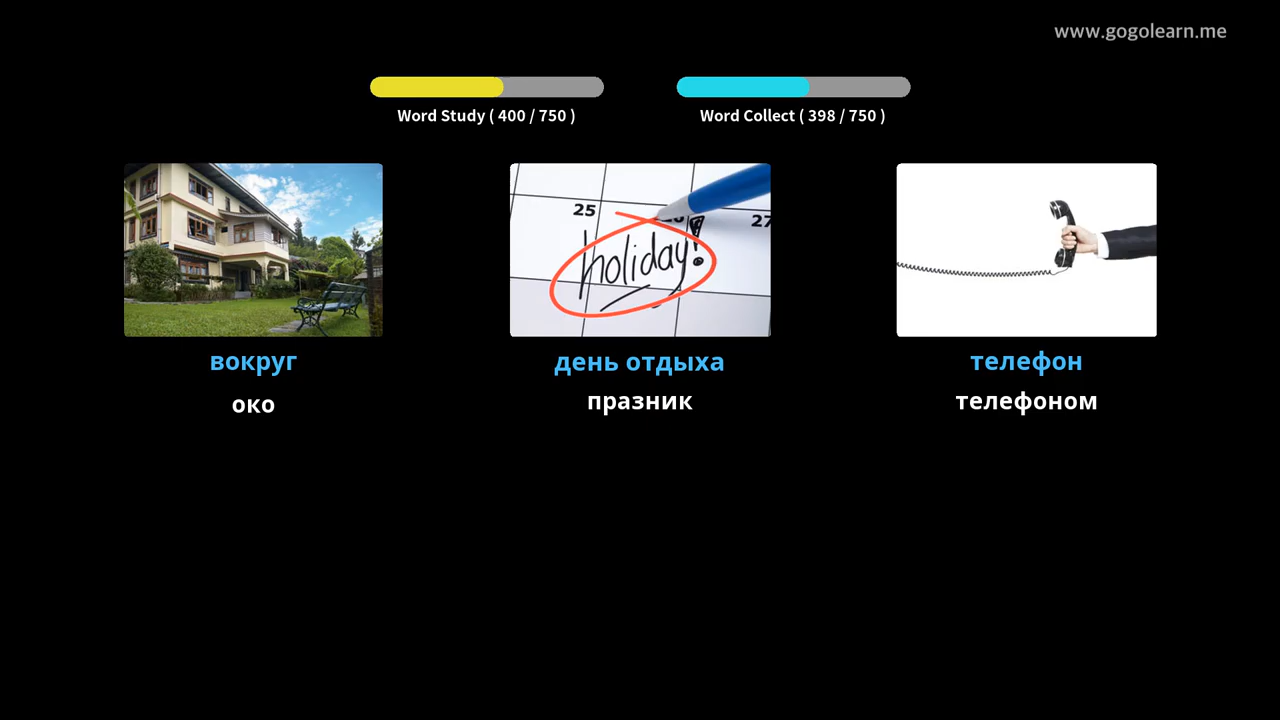 www.gogolearn.me
Word Study ( 400 / 750 )
Word Collect ( 398 / 750 )
25
27
holiday!
вокруг
день отдыха
телефон
око
празник
телефоном